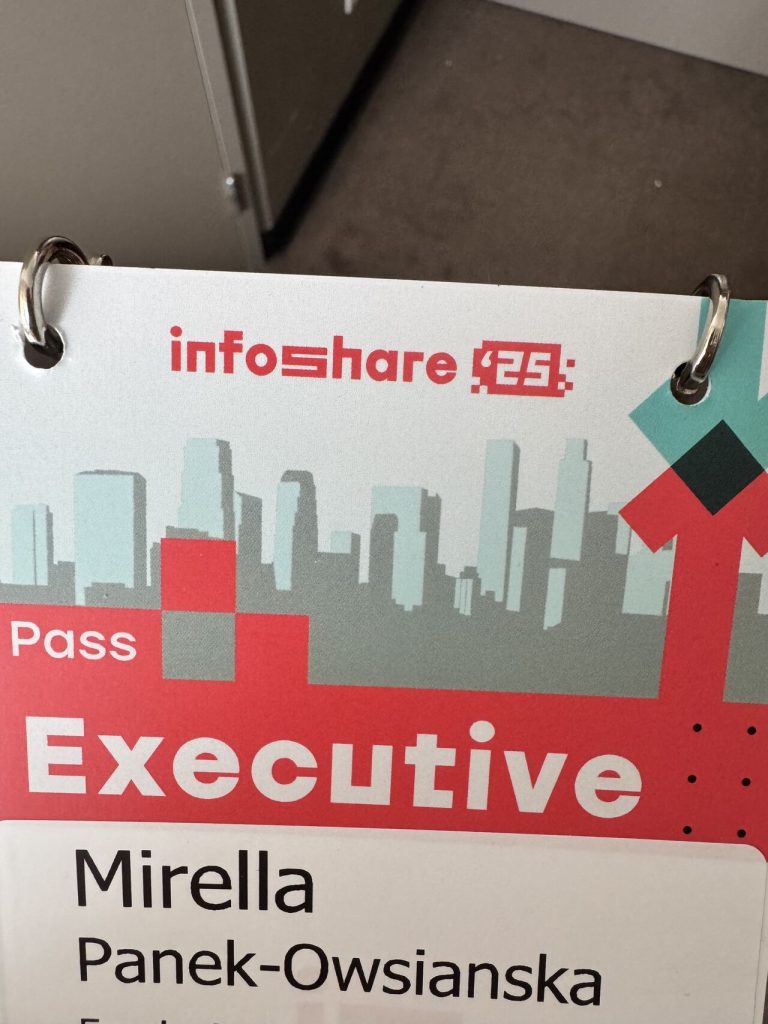 infoshare '25
Pass
Executive
Mirella
Panek-Owsianska